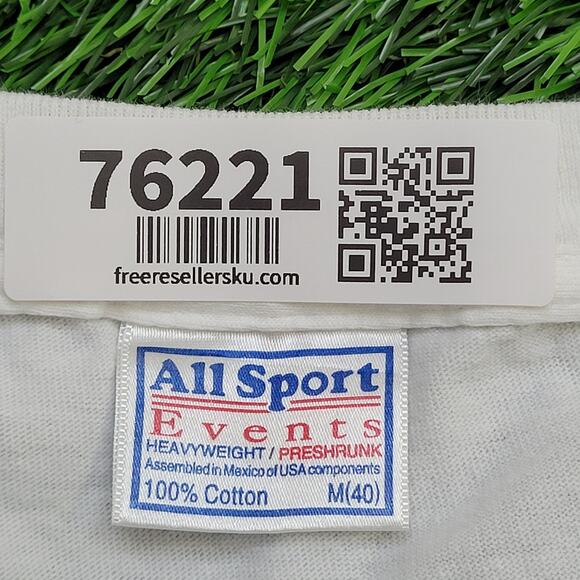 76221
freeresellersku.com
All Sport
Events
HEAVYWEIGHT / PRESHRUNK
Assembled in Mexico of USA components
100% Cotton M(40)